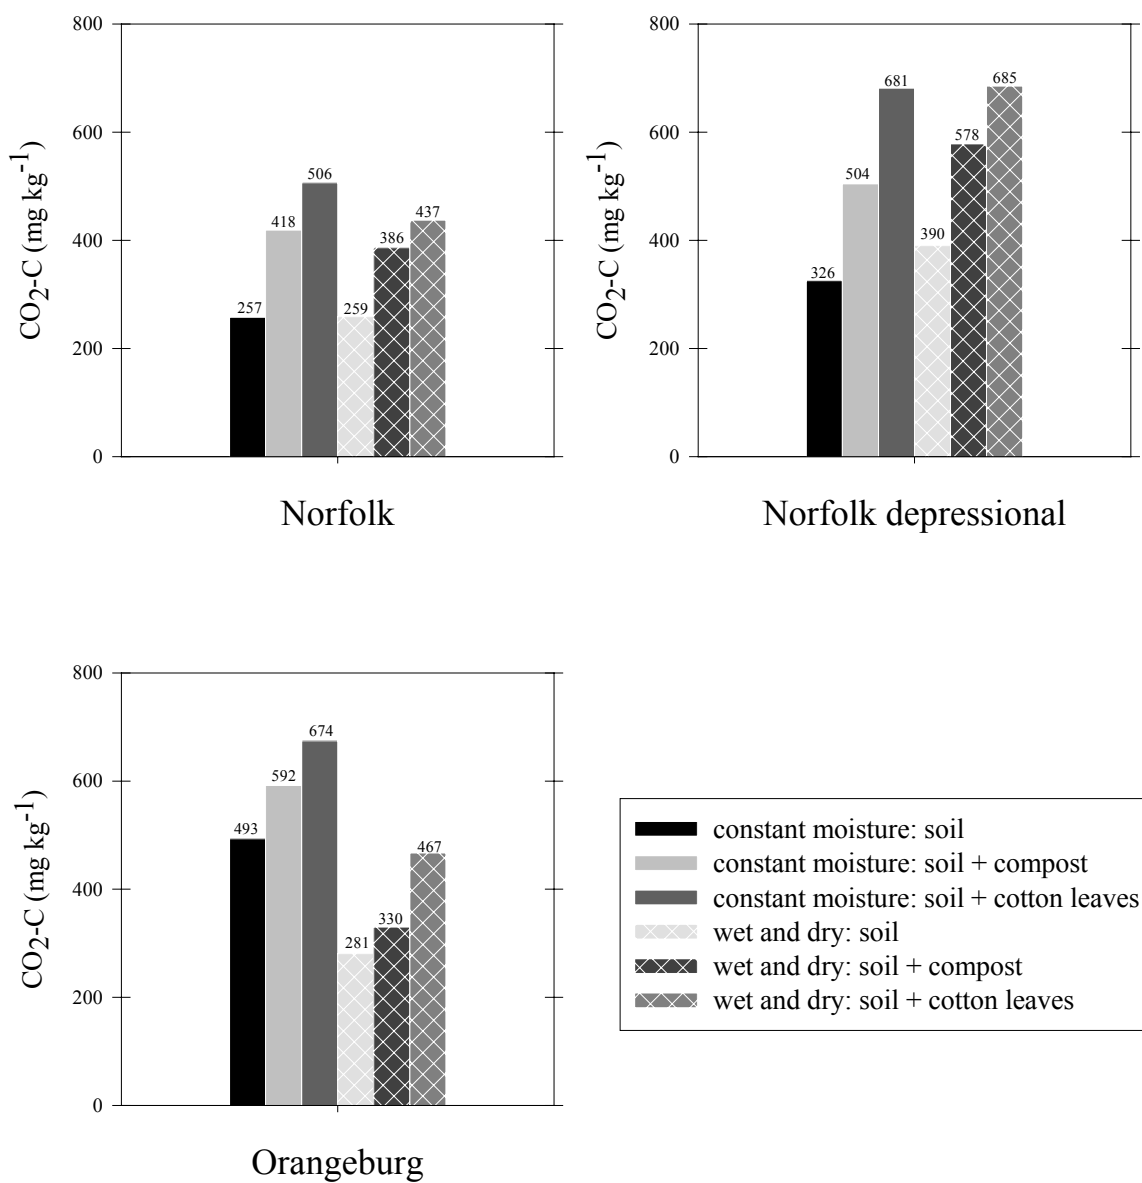 800
600
400
200
0
CO2-C (mg kg-1)
257
418
506
259
386
437
Norfolk
800
600
400
200
0
CO2-C (mg kg-1)
326
504
681
390
578
685
Norfolk depressional
800
600
400
200
0
CO2-C (mg kg-1)
493
592
674
281
330
467
Orangeburg
constant moisture: soil
constant moisture: soil + compost
constant moisture: soil + cotton leaves
wet and dry: soil
wet and dry: soil + compost
wet and dry: soil + cotton leaves